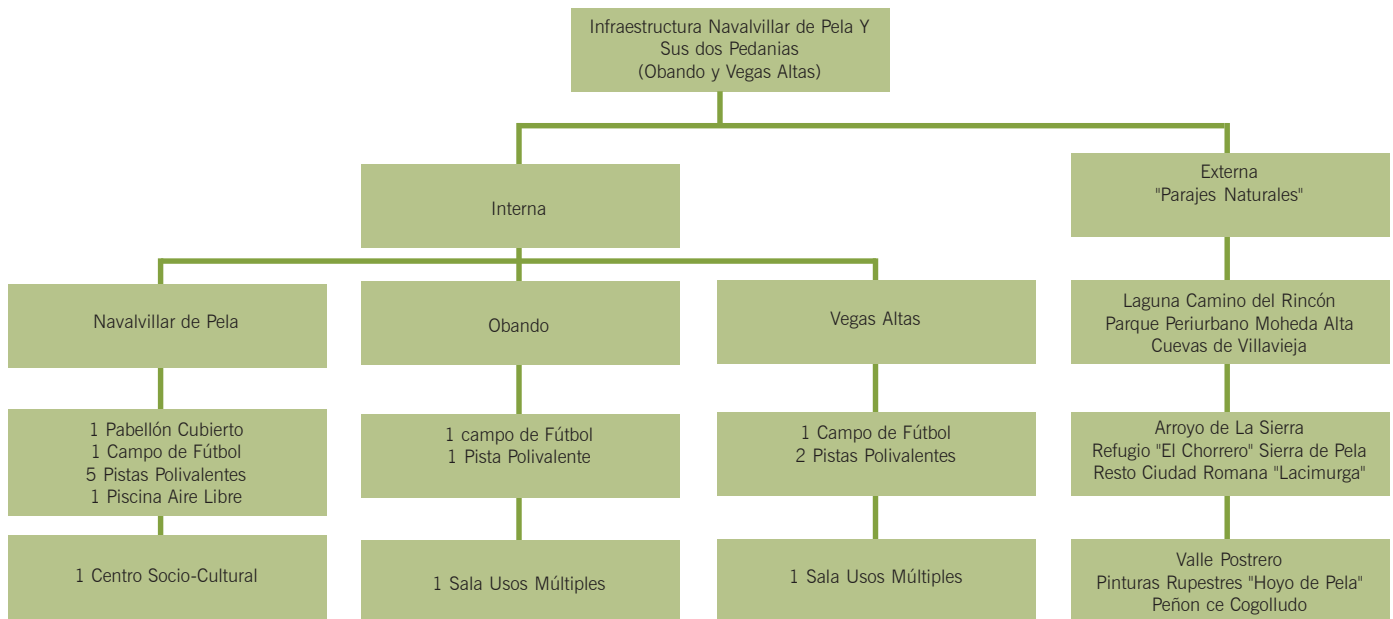 Infraestructura Navalvillar de Pela Y
Sus dos Pedanias
(Obando y Vegas Altas)
Interna
Externa
"Parajes Naturales"
Navalvillar de Pela
Obando
Vegas Altas
Laguna Camino del Rincón
Parque Periurbano Moheda Alta
Cuevas de Villavieja
1 Pabellón Cubierto
1 Campo de Fútbol
5 Pistas Polivalentes
1 Piscina Aire Libre
1 campo de Fútbol
1 Pista Polivalente
1 Campo de Fútbol
2 Pistas Polivalentes
Arroyo de La Sierra
Refugio "El Chorrero" Sierra de Pela
Resto Ciudad Romana "Lacimurga"
1 Centro Socio-Cultural
1 Sala Usos Múltiples
1 Sala Usos Múltiples
Valle Postrero
Pinturas Rupestres "Hoyo de Pela"
Peñon ce Cogolludo